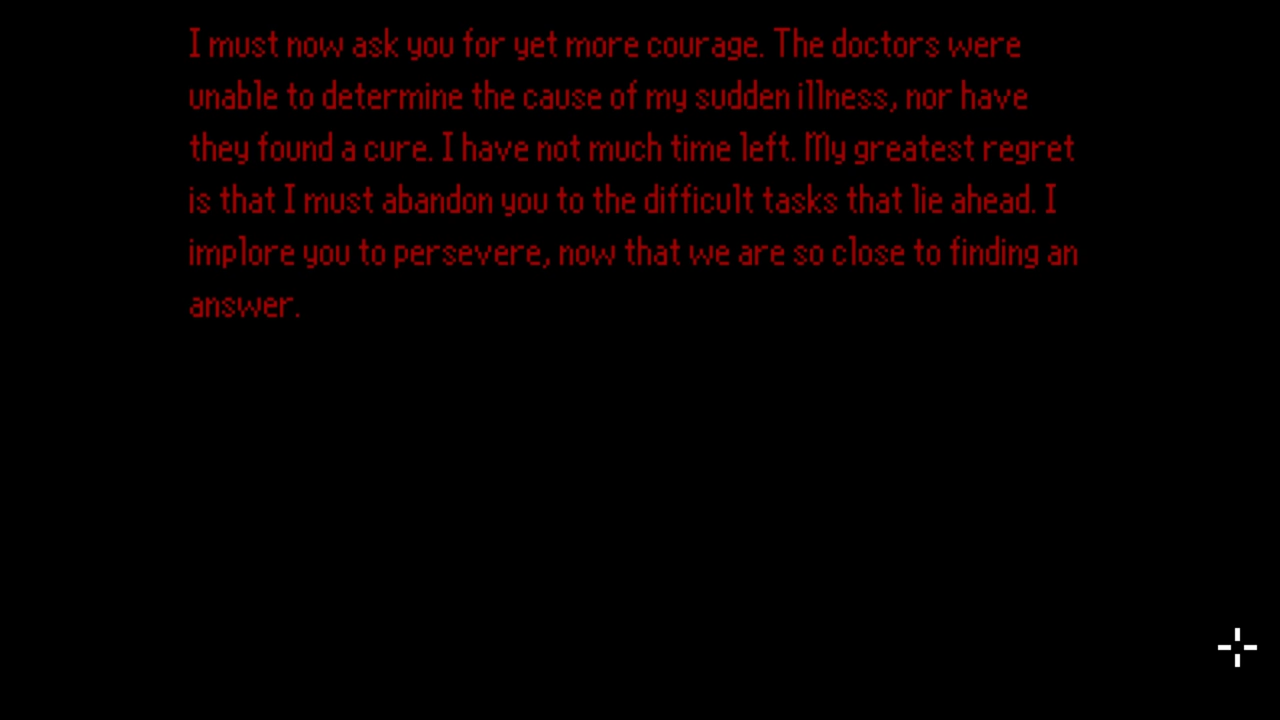 I must now ask you for yet more courage. The doctors were
unable to determine the cause of my sudden illness, nor have
they found a cure. I have not much time left. My greatest regret
is that I must abandon you to the difficult tasks that lie ahead. I
implore you to persevere, now that we are so close to finding an
answer.